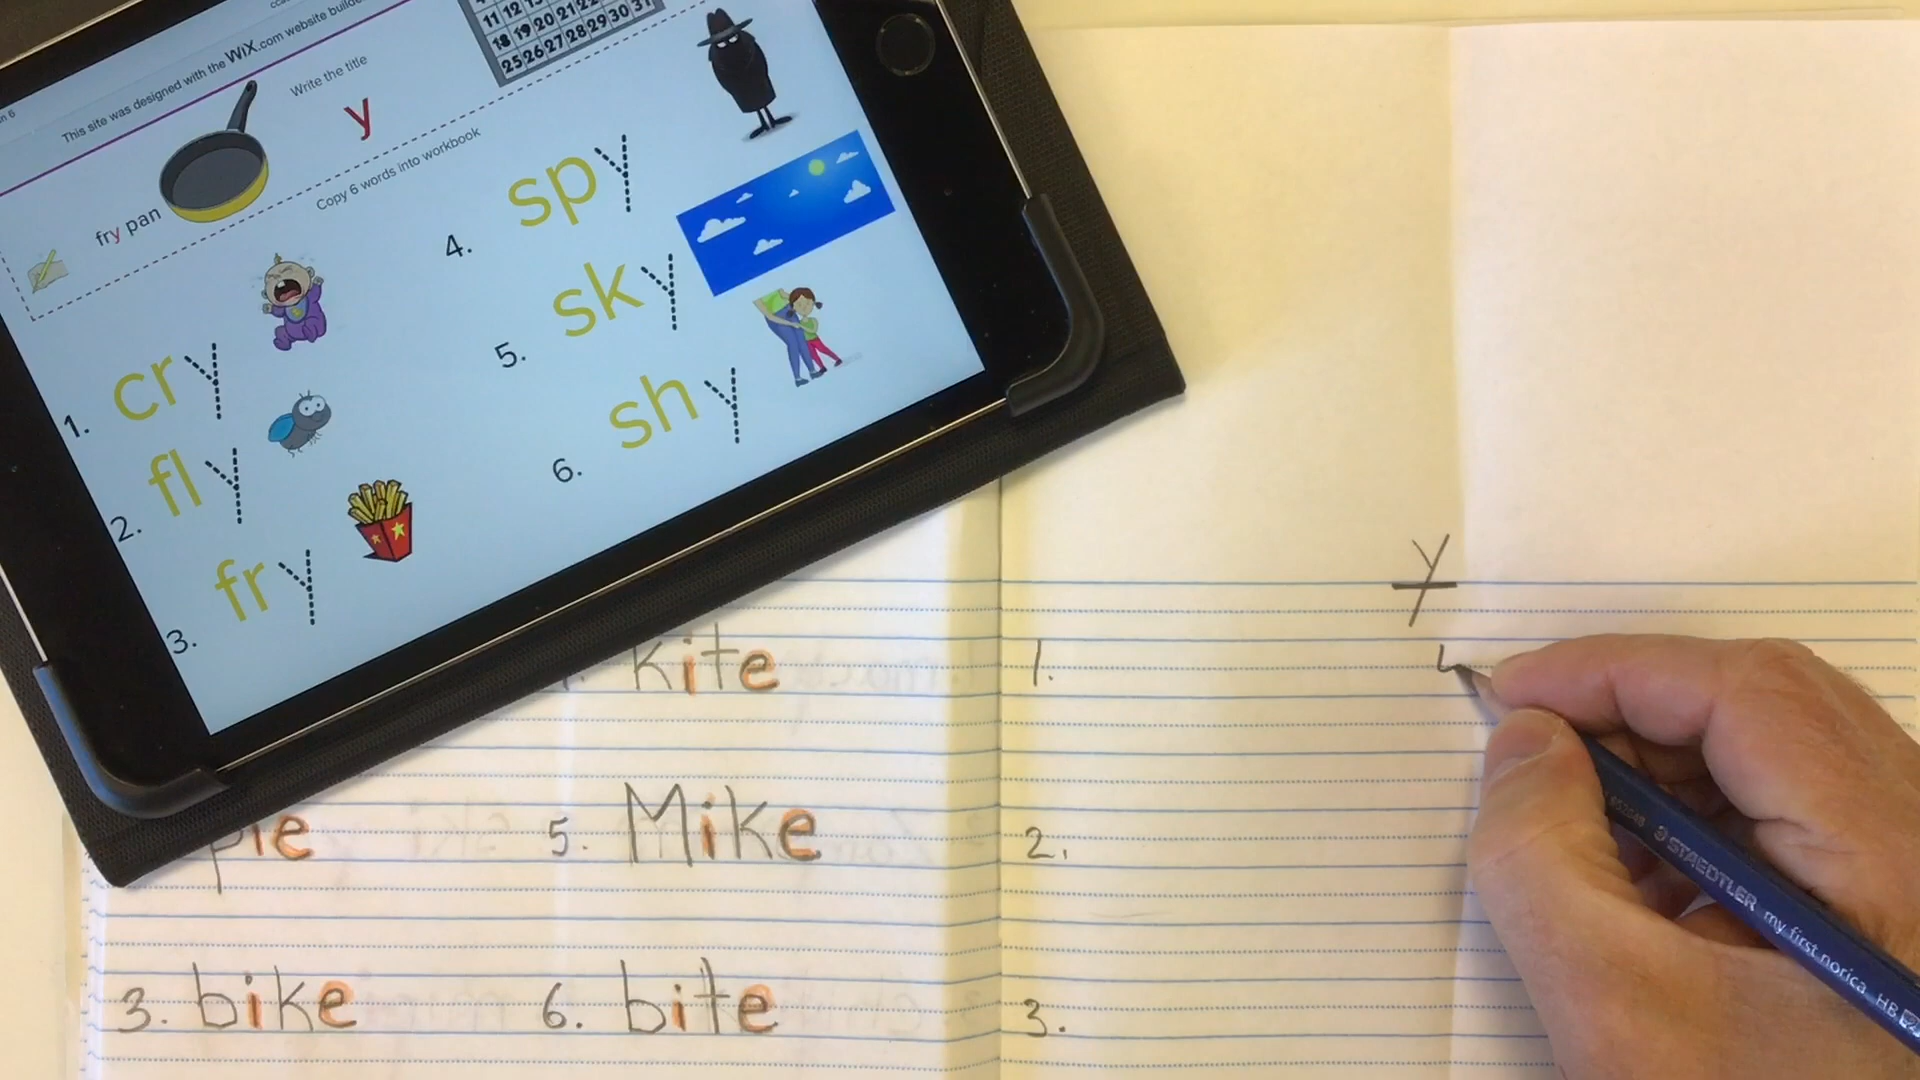 This site was designed with the WiX.com website
11 12
18 19 20 21 22
25 26 27 28 29 30 31
Write the title
y
fry pan
Copy 6 words into workbook
1. cry
2. fl y
3. fry
4. spy
5. sky
6. shy
kite
pie
5. Mike
3. bike
6. bite
y
1.
2.
3.
STAEDTLER my first norica HB